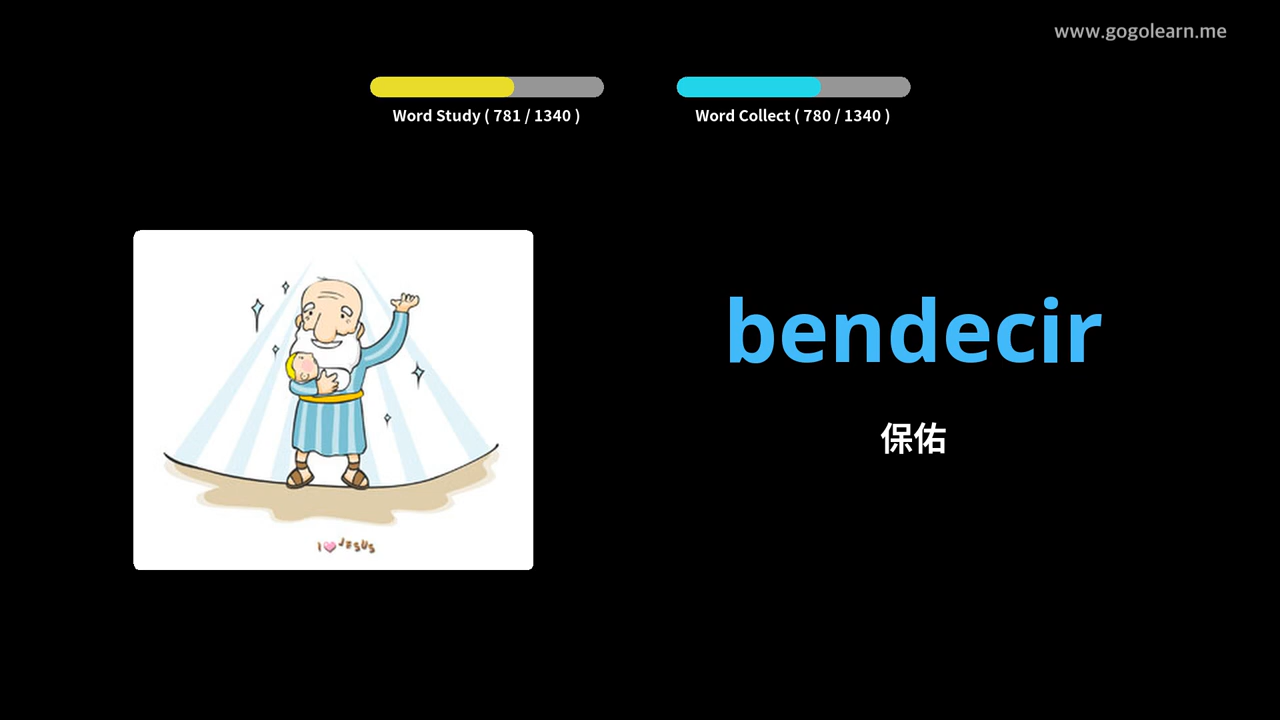 www.gogolearn.me
Word Study ( 781 / 1340 )
Word Collect ( 780 / 1340 )
bendecir
保佑
I JESUS